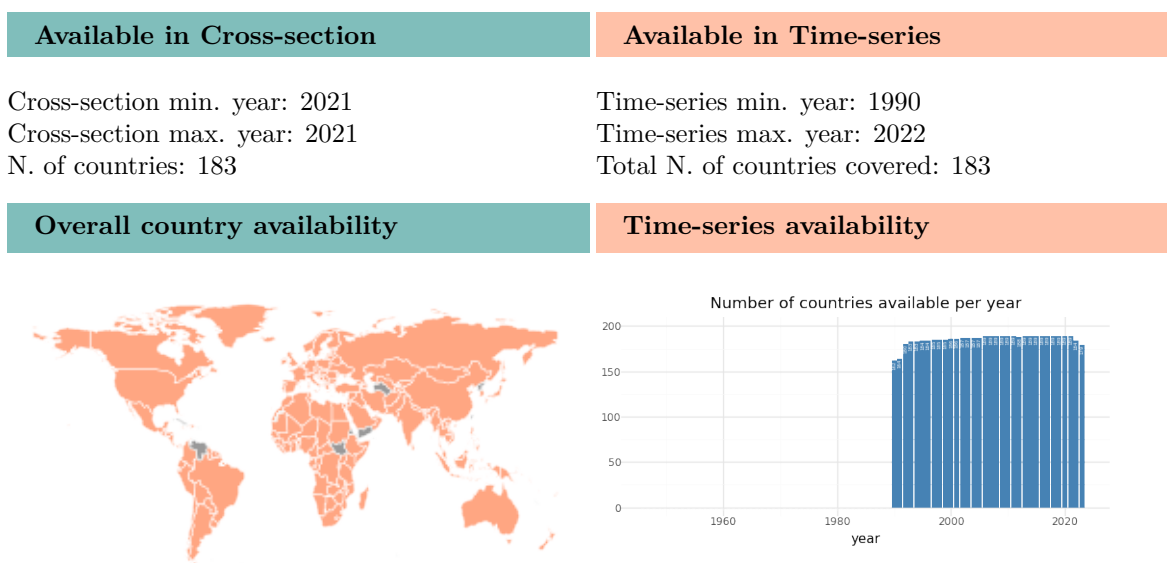 Available in Cross-section
Available in Time-series
Cross-section min. year: 2021
Cross-section max. year: 2021
N. of countries: 183
Time-series min. year: 1990
Time-series max. year: 2022
Total N. of countries covered: 183
Overall country availability
Time-series availability
Number of countries available per year
200
150
100
50
0
1960
1980
2000
2020
year